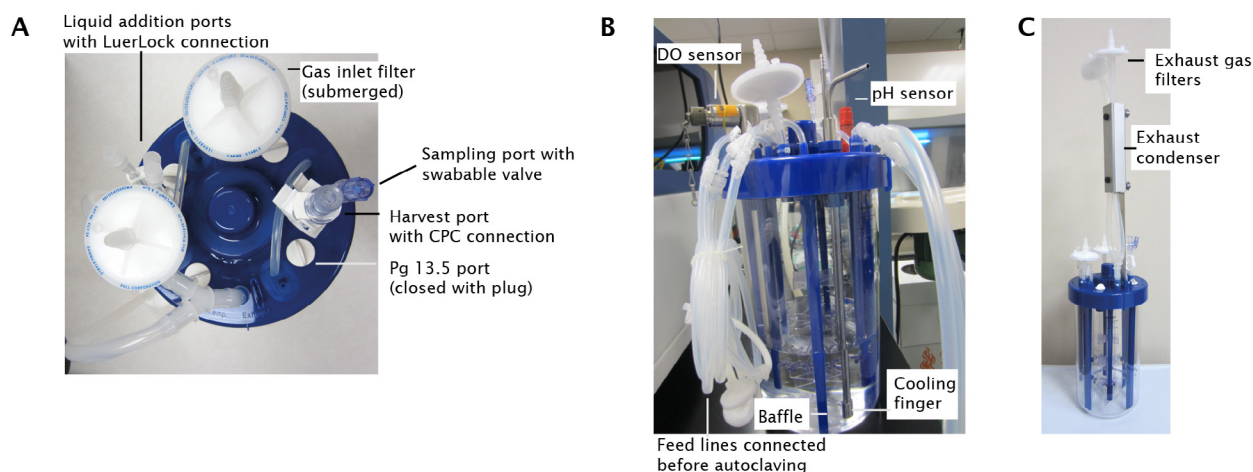 A
Liquid addition ports
with LuerLock connection
Gas inlet filter
(submerged)
Sampling port with
swabable valve
Harvest port
with CPC connection
Pg 13.5 port
(closed with plug)
B
DO sensor
pH sensor
Cooling
finger
Baffle
Feed lines connected
before autoclaving
C
Exhaust gas
filters
Exhaust
condenser